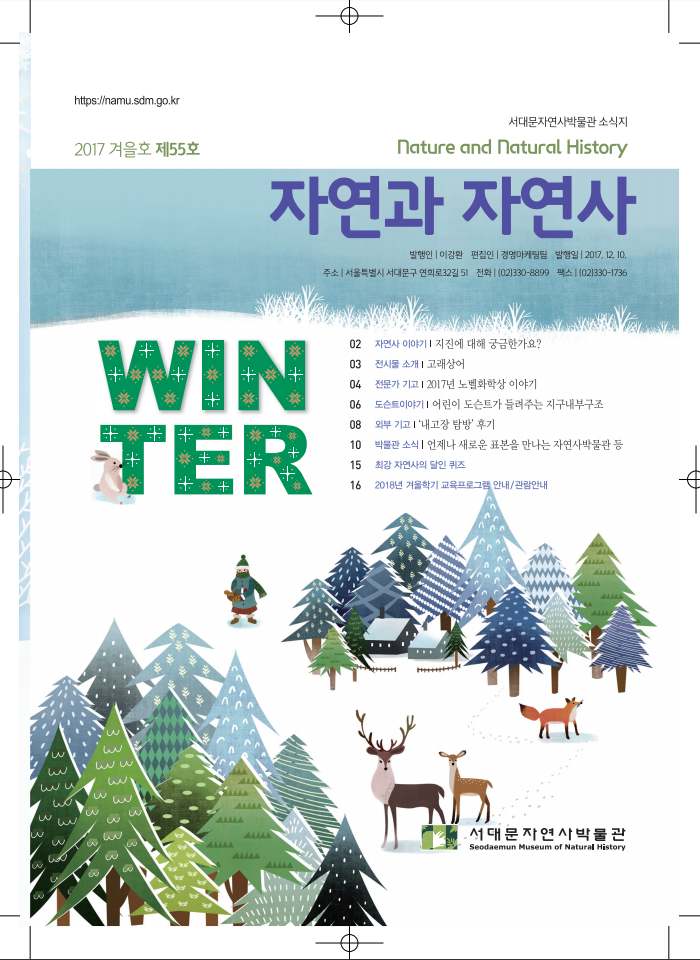 https://namu.sdm.go.kr
서대문자연사박물관 소식지
2017 겨울호 제55호
Nature and Natural History
자연과 자연사
발행인 | 이강환 편집인 | 경영마케팅팀 발행일 | 2017. 12. 10.
주소 | 서울특별시 서대문구 연희로32길 51 전화 | (02)330-8899 팩스 | (02)330-1736
WIN
TER
02 자연사 이야기 | 지진에 대해 궁금한가요?
03 전시물 소개 | 고래상어
04 전문가 기고 | 2017년 노벨화학상 이야기
06 도슨트이야기 | 어린이 도슨트가 들려주는 지구내부구조
08 외부 기고 | ‘내고장 탐방’ 후기
10 박물관 소식 | 언제나 새로운 표본을 만나는 자연사박물관 등
15 최강 자연사의 달인 퀴즈
16 2018년 겨울학기 교육프로그램 안내/관람안내
서대문자연사박물관
Seodaemun Museum of Natural History